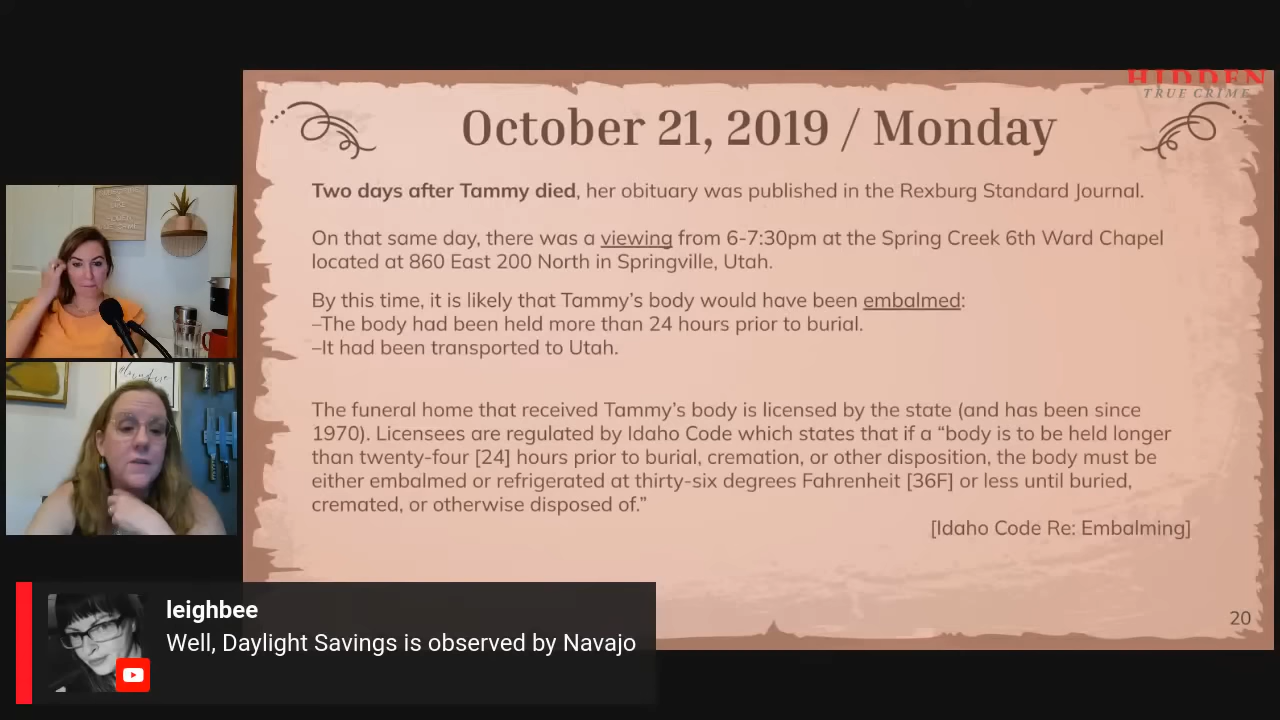 HIDDEN
TRUE CRIME
October 21, 2019 / Monday
Two days after Tammy died, her obituary was published in the Rexburg Standard Journal.
On that same day, there was a viewing from 6-7:30pm at the Spring Creek 6th Ward Chapel
located at 860 East 200 North in Springville, Utah.
By this time, it is likely that Tammy’s body would have been embalmed:
–The body had been held more than 24 hours prior to burial.
–It had been transported to Utah.
The funeral home that received Tammy’s body is licensed by the state (and has been since
1970). Licensees are regulated by Idaho Code which states that if a “body is to be held longer
than twenty-four [24] hours prior to burial, cremation, or other disposition, the body must be
either embalmed or refrigerated at thirty-six degrees Fahrenheit [36F] or less until buried,
cremated, or otherwise disposed of.”
[Idaho Code Re: Embalming]
20
leighbee
Well, Daylight Savings is observed by Navajo